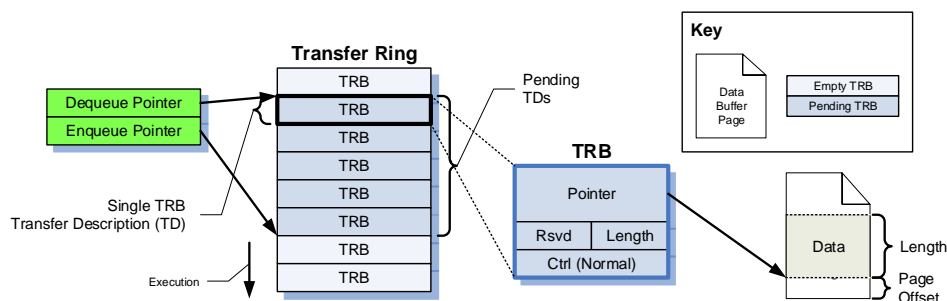 Transfer Ring
TRB
TRB
TRB
TRB
TRB
TRB
TRB
TRB
Dequeue Pointer
Enqueue Pointer
Single TRB
Transfer Description (TD)
Execution
Pending
TDs
TRB
Pointer
Rsvd
Length
Ctrl (Normal)
Key
Data
Buffer
Page
Empty TRB
Pending TRB
Data
Length
Page
Offset